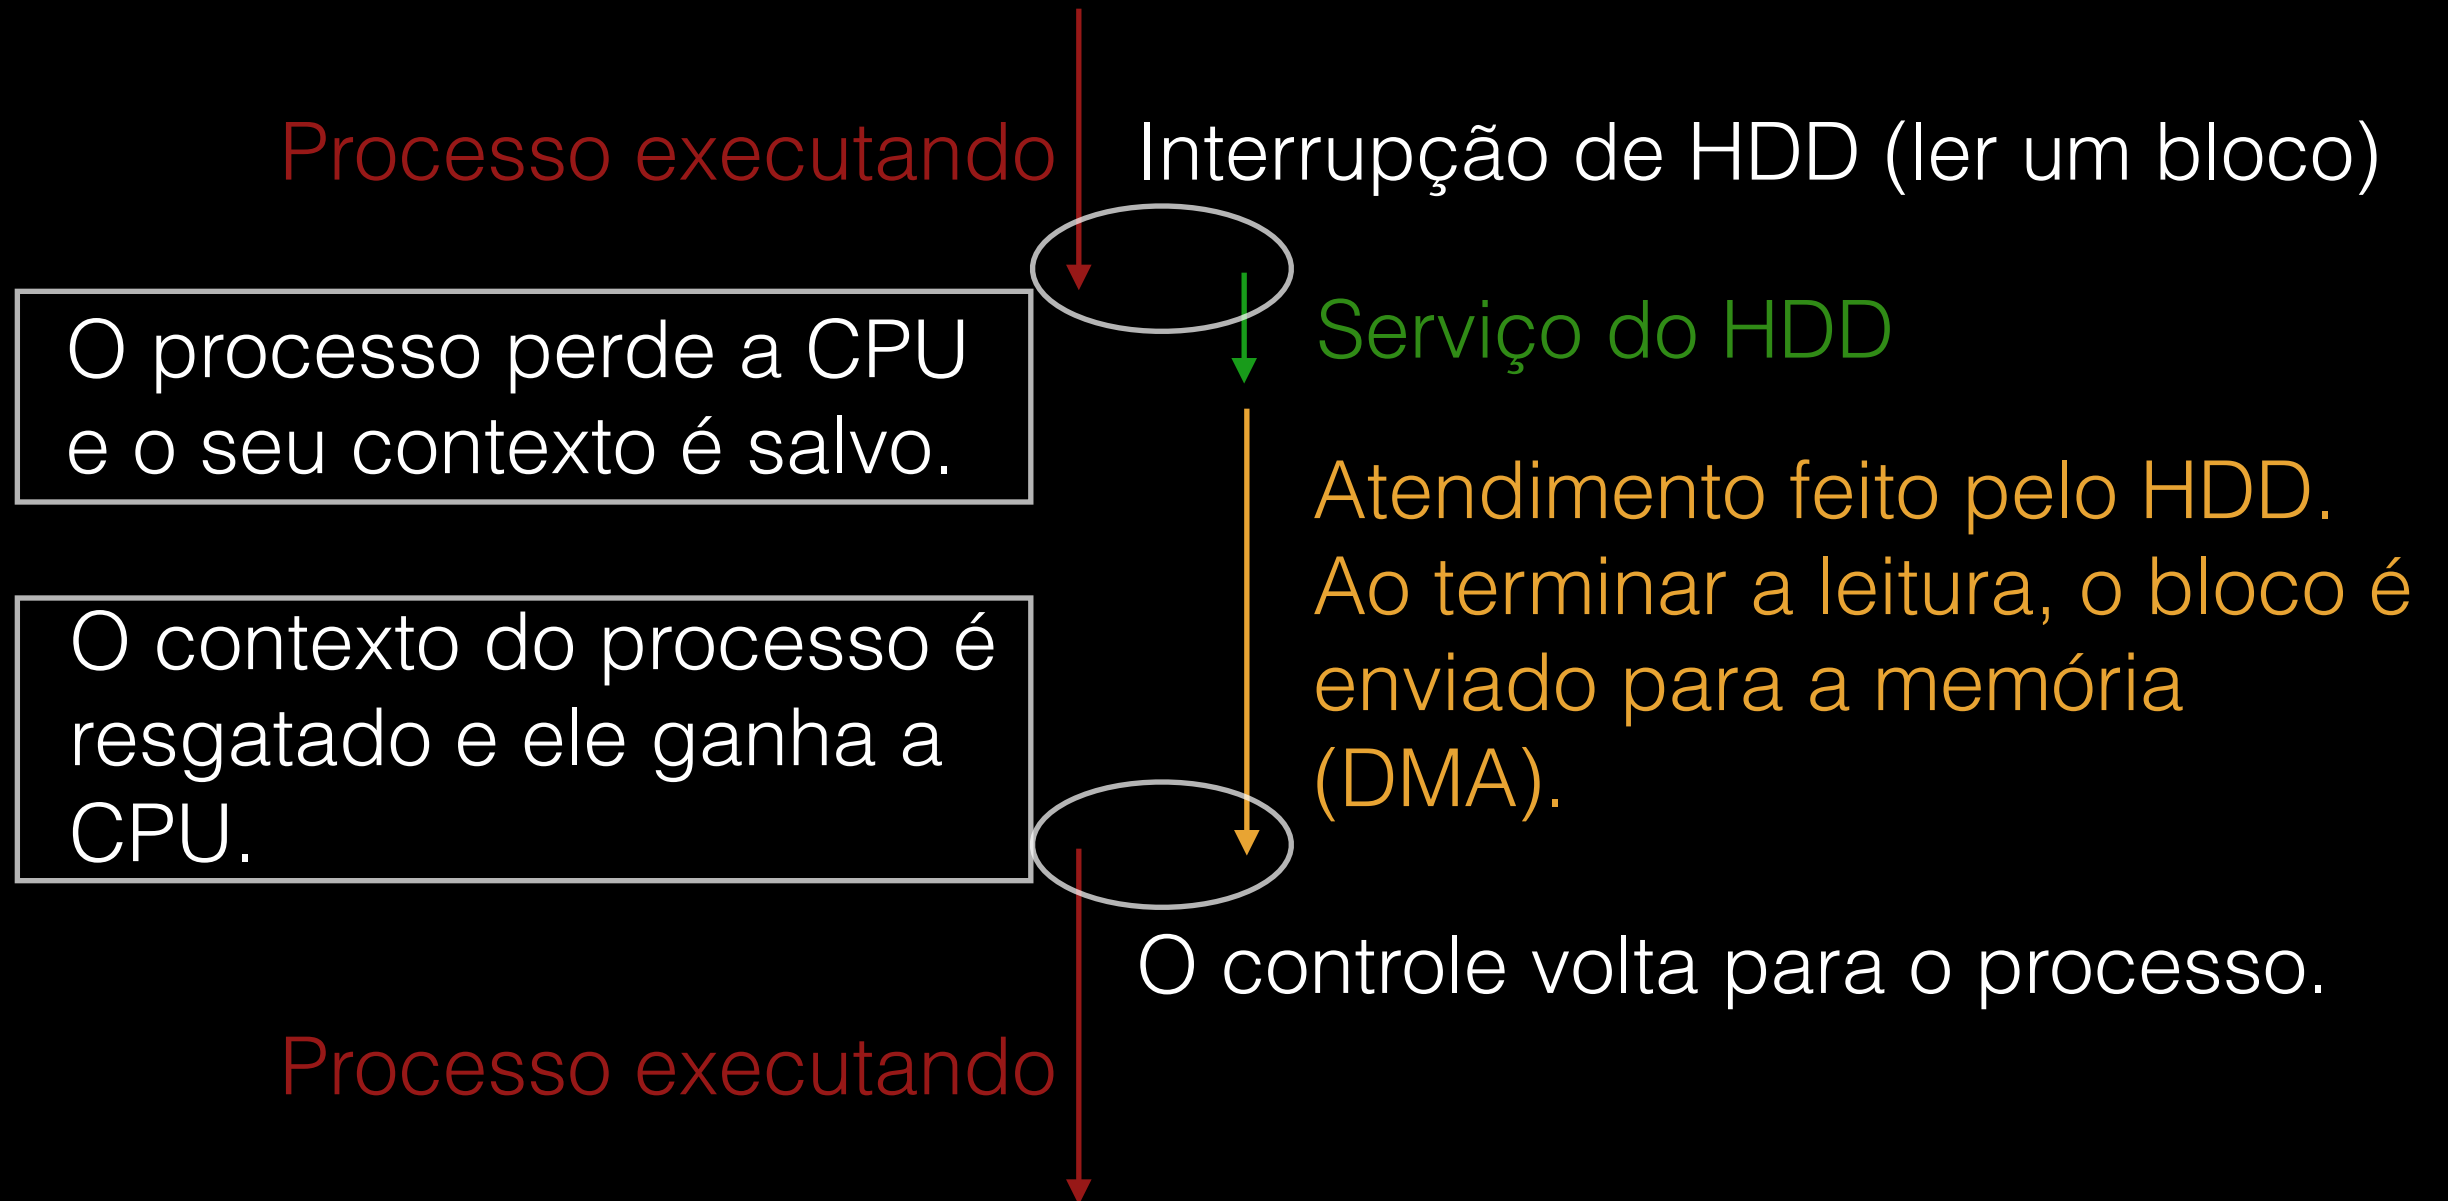 Processo executando
Interrupção de HDD (ler um bloco)
O processo perde a CPU
e o seu contexto é salvo.
Serviço do HDD
Atendimento feito pelo HDD.
Ao terminar a leitura, o bloco é
enviado para a memória
(DMA).
O contexto do processo é
resgatado e ele ganha a
CPU.
O controle volta para o processo.
Processo executando